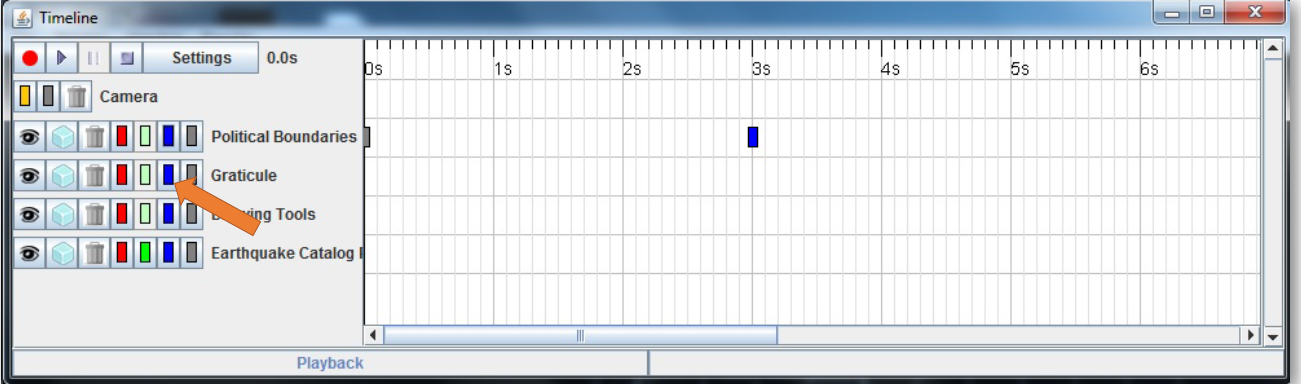 Timeline
Settings 0.0s
0s 1s 2s 3s 4s 5s 6s
Camera
Political Boundaries
Graticule
Tools
Earthquake Catalog
Playback